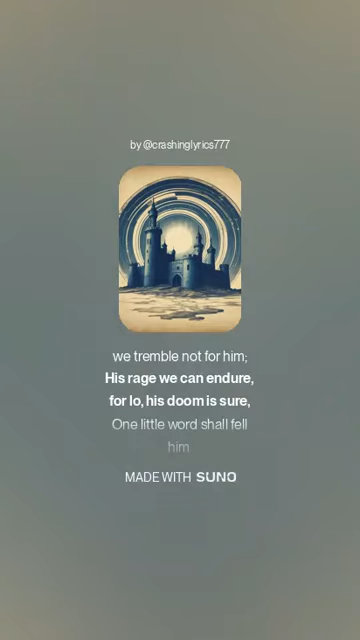 by @crashinglyrics777
we tremble not for him;
His rage we can endure,
for lo, his doom is sure,
One little word shall fell
him
MADE WITH SUNO